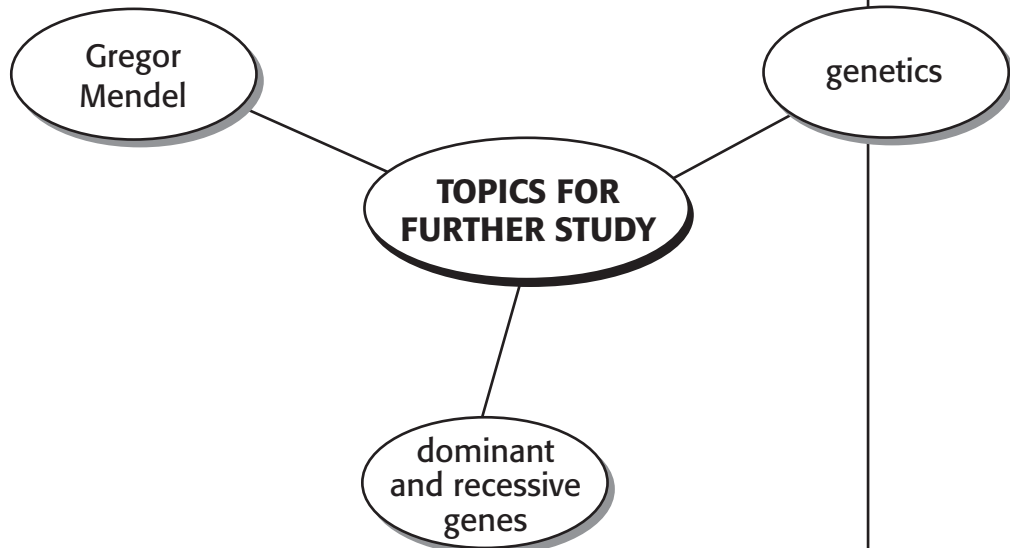 Gregor
Mendel
genetics
TOPICS FOR
FURTHER STUDY
dominant
and recessive
genes